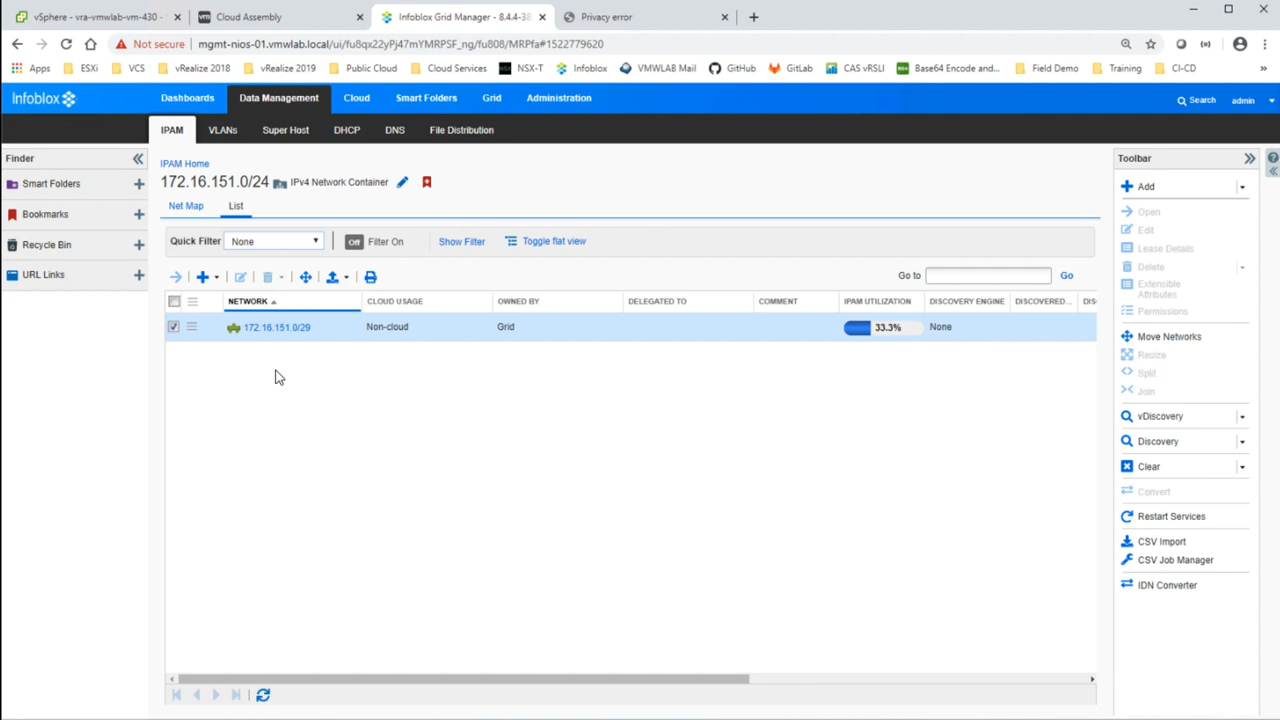 vSphere - vra-vmwlab-vm-430 -
Cloud Assembly
Infoblox Grid Manager - 8.4.4-38
Privacy error
Not secure
mgmt-nios-01.vmwlab.local/ui/fu8qx22yPj47mYMRPSF_ng/fu808/MRPfa#1522779620
Apps
ESXi
VCS
vRealize 2018
vRealize 2019
Public Cloud
Cloud Services
NSX-T
Infoblox
VMWLAB Mail
GitHub
GitLab
CAS vRSLI
Base64 Encode and...
Field Demo
Training
CI-CD
»
Infoblox
Dashboards
Data Management
Cloud
Smart Folders
Grid
Administration
Search
admin
IPAM
VLANs
Super Host
DHCP
DNS
File Distribution
Finder
Smart Folders
Bookmarks
Recycle Bin
URL Links
IPAM Home
172.16.151.0/24 IPv4 Network Container
Net Map
List
Quick Filter
None
Off
Filter On
Show Filter
Toggle flat view
Go to
Go
NETWORK
CLOUD USAGE
OWNED BY
DELEGATED TO
COMMENT
IPAM UTILIZATION
DISCOVERY ENGINE
DISCOVERED...
DIS
172.16.151.0/29
Non-cloud
Grid
33.3%
None
Toolbar
Add
Open
Edit
Lease Details
Delete
Extensible
Attributes
Permissions
Move Networks
Resize
Split
Join
vDiscovery
Discovery
Clear
Convert
Restart Services
CSV Import
CSV Job Manager
IDN Converter